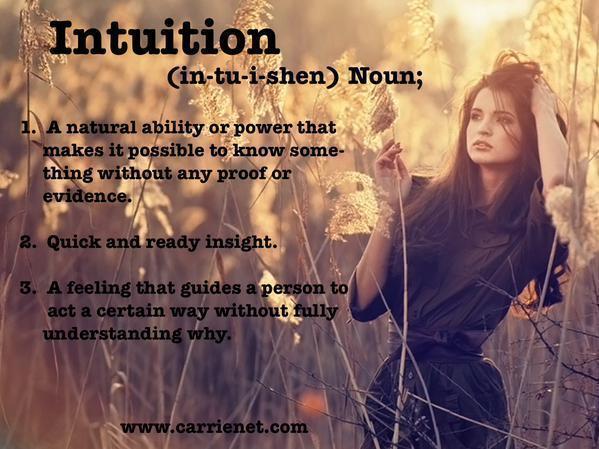 Intuition
(in-tu-i-shen) Noun;
1. A natural ability or power that
makes it possible to know some-
thing without any proof or
evidence.
2. Quick and ready insight.
3. A feeling that guides a person to
act a certain way without fully
understanding why.
www.carrienet.com